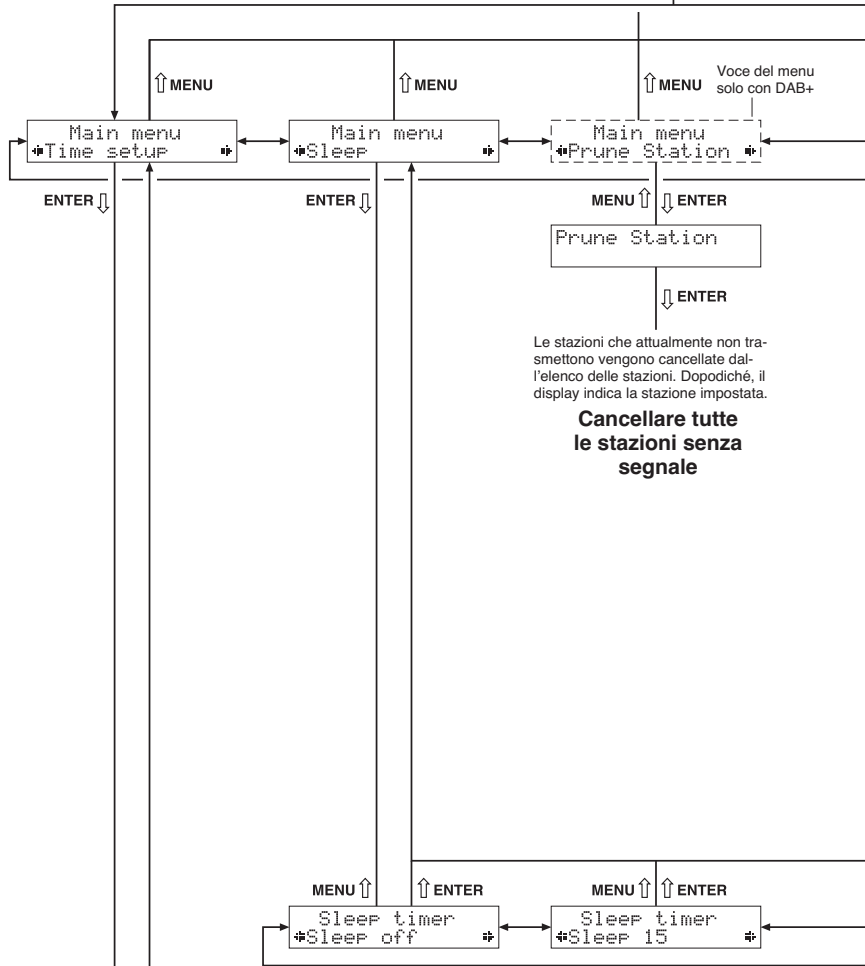 MENU
MENU
MENU
Voce del menu
solo con DAB+
Main menu
Time setup
Main menu
Sleep
Main menu
Prune Station
ENTER
ENTER
MENU
ENTER
Prune Station
ENTER
Le stazioni che attualmente non tra-
smettono vengono cancellate dal-
l'elenco delle stazioni. Dopodiché, il
display indica la stazione impostata.
Cancellare tutte
le stazioni senza
segnale
MENU
ENTER
MENU
ENTER
Sleep timer
Sleep off
Sleep timer
Sleep 15